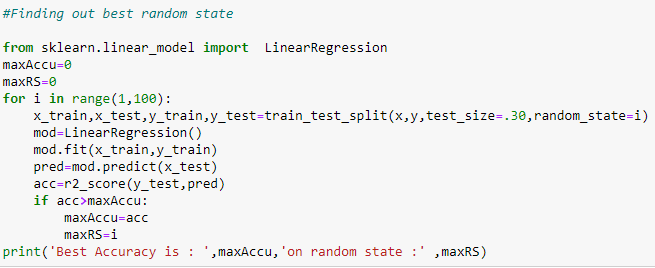 #Finding out best random state
from sklearn.linear_model import  LinearRegression
maxAccu=0
maxRS=0
for i in range(1,100):
    x_train,x_test,y_train,y_test=train_test_split(x,y,test_size=.30,random_state=i)
    mod=LinearRegression()
    mod.fit(x_train,y_train)
    pred=mod.predict(x_test)
    acc=r2_score(y_test,pred)
    if acc>maxAccu:
        maxAccu=acc
        maxRS=i
print('Best Accuracy is : ',maxAccu,'on random state :' ,maxRS)